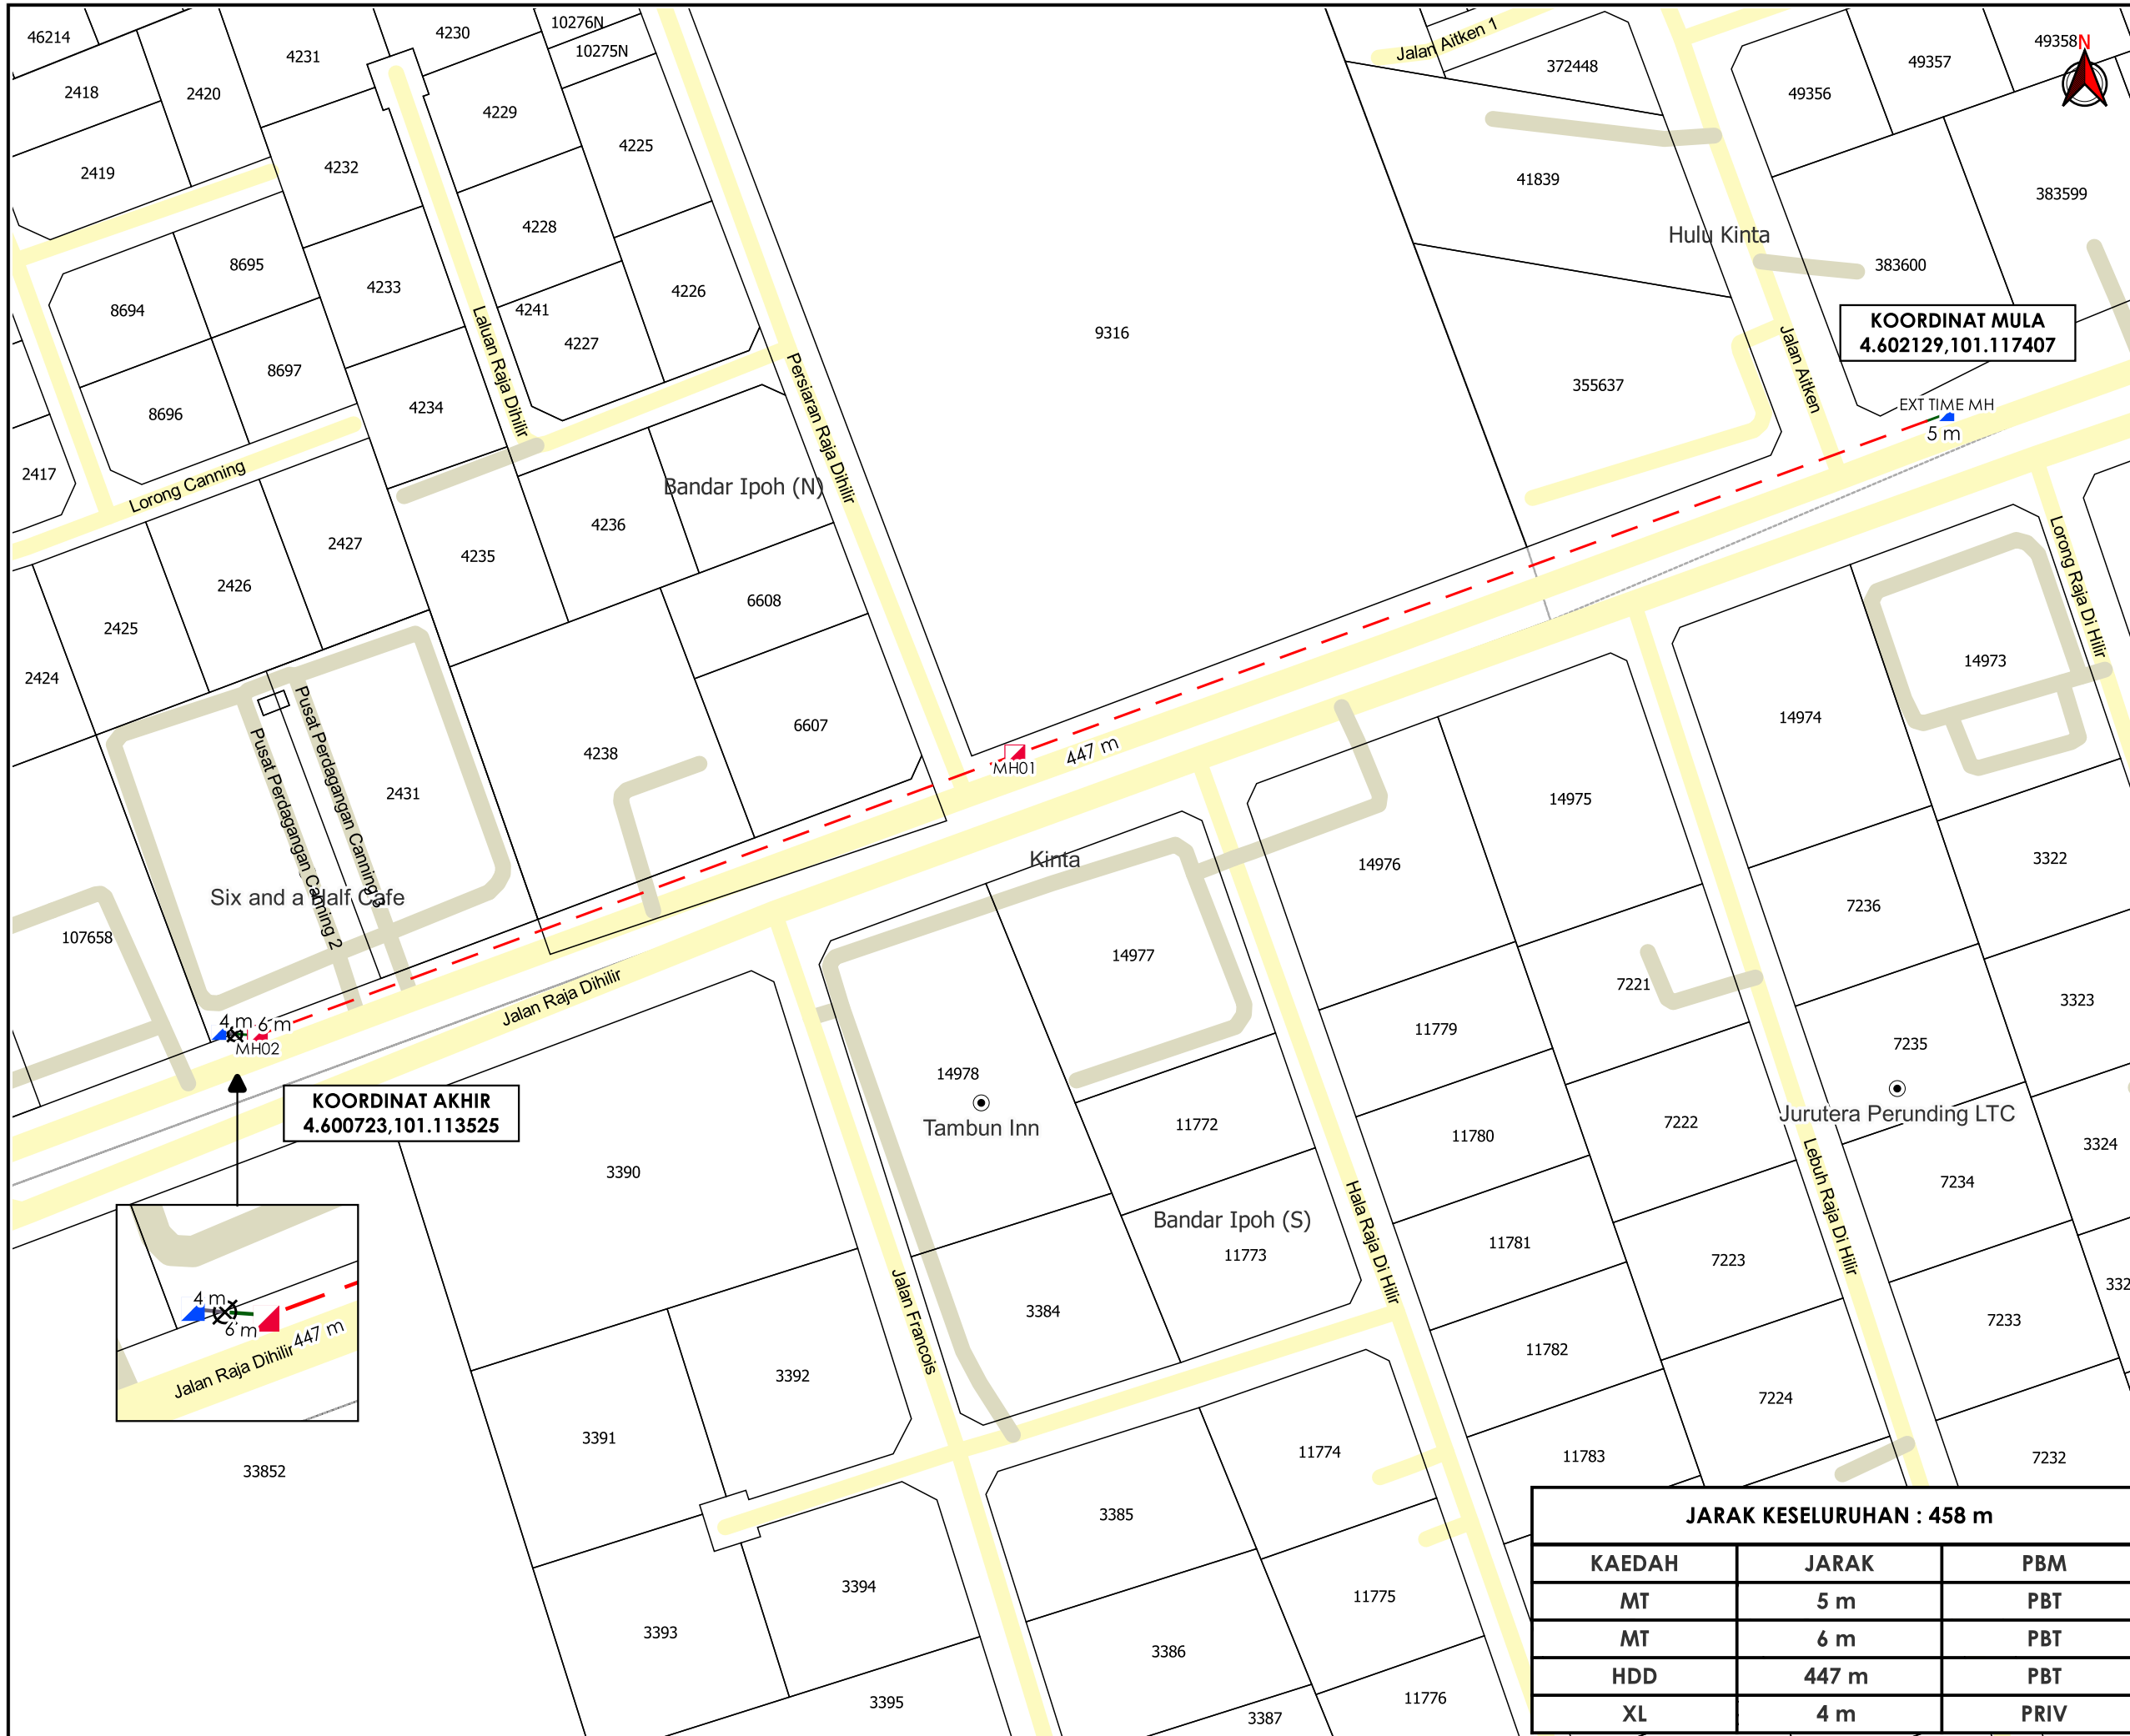 46214
4231
4230
10276N
10275N
2418
2420
4229
4225
2419
4232
4228
8695
4233
4226
8694
4241
4227
8697
8696
4234
Laluan Raja Dihilir
Persiaran Raja Dihilir
Bandar Ipoh (N)
2417
Lorong Canning
4236
2427
4235
2426
6608
2425
2424
6607
4238
2431
Pusat Perdagangan Canning 3
Pusat Perdagangan Canning 2
Six and a Half Cafe
107658
9316
Jalan Aitken 1
372448
49356
49357
49358
N
41839
383599
Hulu Kinta
383600
Jalan Aitken
355637
KOORDINAT MULA
4.602129,101.117407
EXT TIME MH
5 m
Lorong Raja Di Hilir
14973
14974
MH01
447 m
14975
14976
Kinta
14977
3322
7236
7221
3323
11779
7235
Jalan Raja Dihilir
4 m
6 m
MH02
KOORDINAT AKHIR
4.600723,101.113525
14978
Tambun Inn
11772
11780
7222
Jurutera Perunding LTC
3324
7234
3390
Bandar Ipoh (S)
11773
Hala Raja Di Hilir
11781
7223
Lebuh Raja Di Hilir
332
7233
4 m
6 m
447 m
Jalan Raja Dihilir
3384
Jalan Francois
11782
3392
7224
3391
11774
11783
7232
33852
3385
3394
11775
3393
3386
3395
11776
3387
JARAK KESELURUHAN : 458 m
KAEDAH JARAK PBM
MT 5 m PBT
MT 6 m PBT
HDD 447 m PBT
XL 4 m PRIV